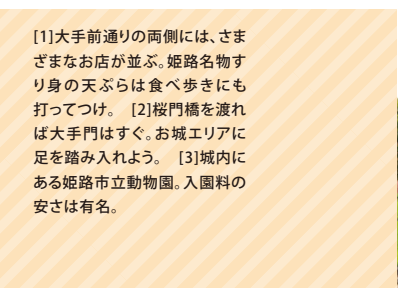 [1]大手前通りの両側には、さま
ざまなお店が並ぶ。姫路名物す
り身の天ぷらは食べ歩きにも
打ってつけ。 [2]桜門橋を渡れ
ば大手門はすぐ。お城エリアに
足を踏み入れよう。 [3]城内に
ある姫路市立動物園。入園料の
安さは有名。